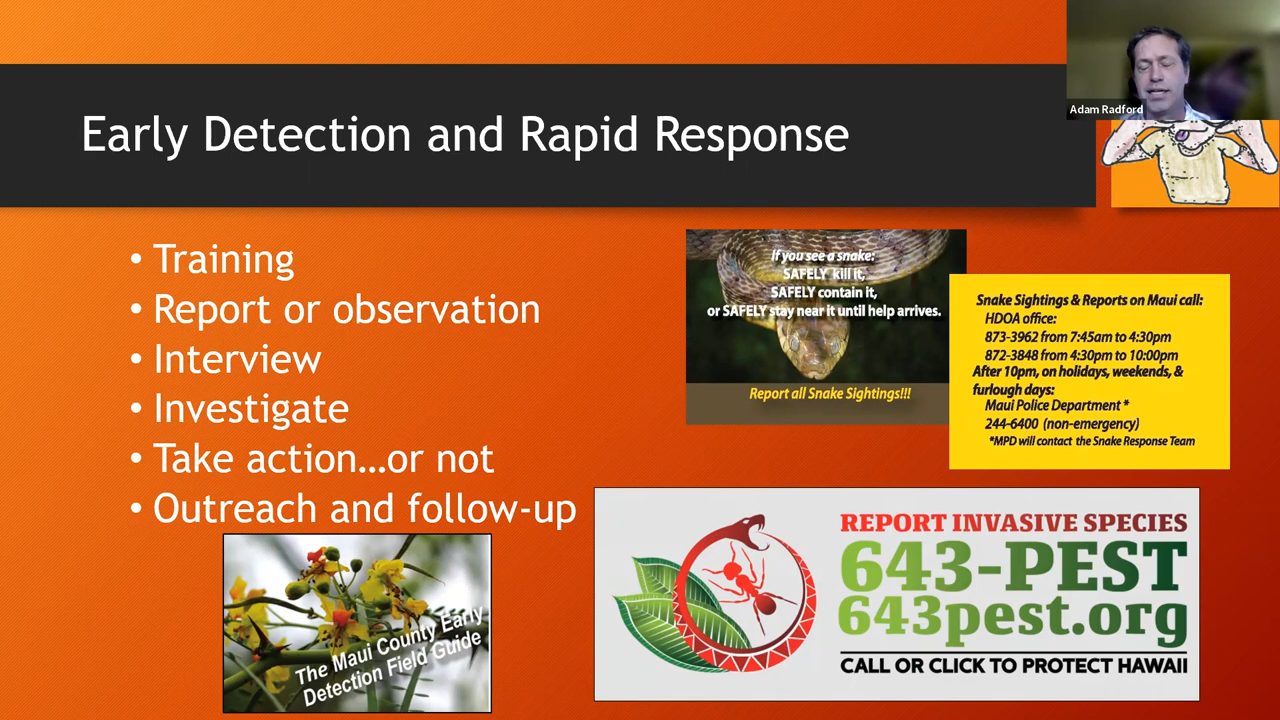 Adam Radford
Early Detection and Rapid Response
• Training
• Report or observation
• Interview
• Investigate
• Take action...or not
• Outreach and follow-up
If you see a snake:
SAFELY kill it,
SAFELY contain it,
or SAFELY stay near it until help arrives.
Report all Snake Sightings!!!
Snake Sightings & Reports on Maui call:
HDOA office:
873-3962 from 7:45am to 4:30pm
872-3848 from 4:30pm to 10:00pm
After 10pm, on holidays, weekends, &
furlough days:
Maui Police Department *
244-6400 (non-emergency)
*MPD will contact the Snake Response Team
The Maui County Early
Detection Field Guide
REPORT INVASIVE SPECIES
643-PEST
643pest.org
CALL OR CLICK TO PROTECT HAWAII